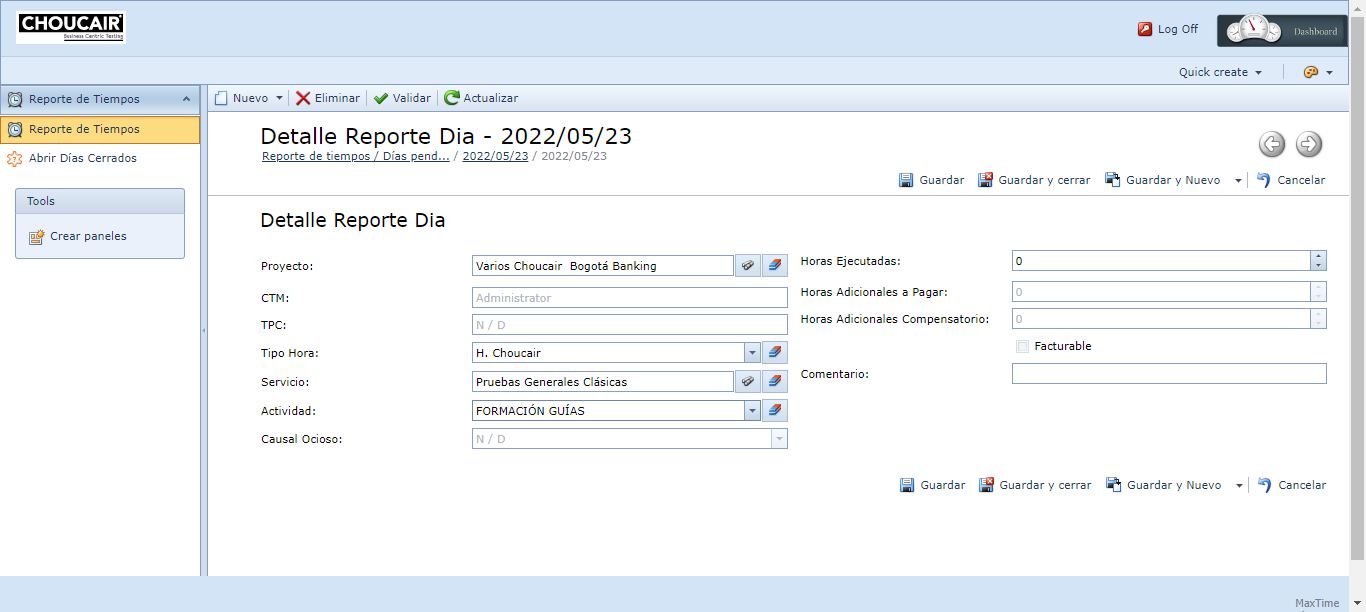 CHOUCAIR
Business Centric Testing
Log Off
Dashboard
Quick create
Reporte de Tiempos
Nuevo
Eliminar
Validar
Actualizar
Reporte de Tiempos
Abrir Días Cerrados
Tools
Crear paneles
Detalle Reporte Dia - 2022/05/23
Reporte de tiempos / Días pend... / 2022/05/23 / 2022/05/23
Guardar
Guardar y cerrar
Guardar y Nuevo
Cancelar
Detalle Reporte Dia
Proyecto: Varios Choucair Bogotá Banking
CTM: Administrator
TPC: N / D
Tipo Hora: H. Choucair
Servicio: Pruebas Generales Clásicas
Actividad: FORMACIÓN GUÍAS
Causal Ocioso: N / D
Horas Ejecutadas: 0
Horas Adicionales a Pagar: 0
Horas Adicionales Compensatorio: 0
Facturable
Comentario:
Guardar
Guardar y cerrar
Guardar y Nuevo
Cancelar
MaxTime